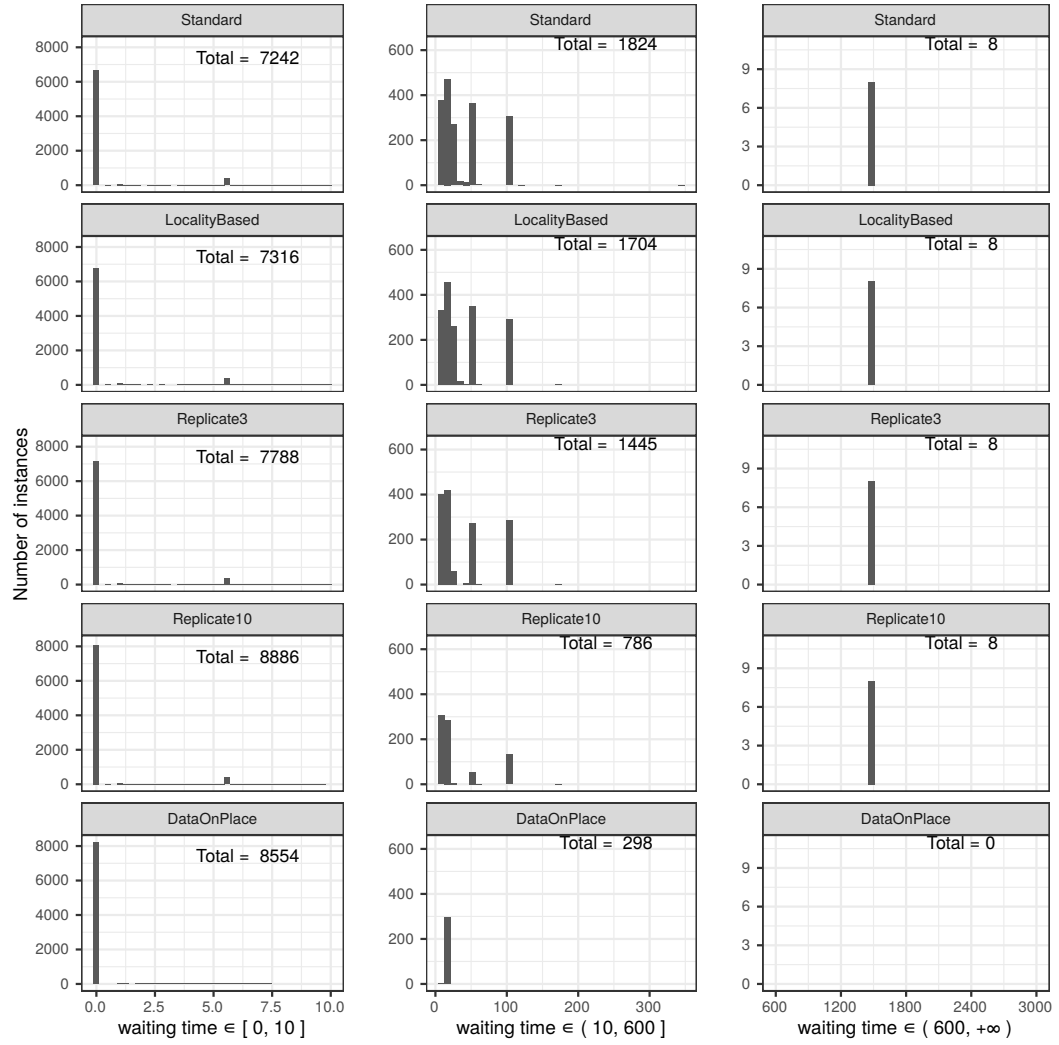 Standard
Total = 7242
8000
6000
4000
2000
0
Standard
Total = 1824
600
400
200
0
Standard
Total = 8
9
6
3
0
LocalityBased
Total = 7316
8000
6000
4000
2000
0
LocalityBased
Total = 1704
600
400
200
0
LocalityBased
Total = 8
9
6
3
0
Number of instances
Replicate3
Total = 7788
8000
6000
4000
2000
0
Replicate3
Total = 1445
600
400
200
0
Replicate3
Total = 8
9
6
3
0
Replicate10
Total = 8886
8000
6000
4000
2000
0
Replicate10
Total = 786
600
400
200
0
Replicate10
Total = 8
9
6
3
0
DataOnPlace
Total = 8554
8000
6000
4000
2000
0
0.0 2.5 5.0 7.5 10.0
waiting time ∈ [ 0, 10 ]
DataOnPlace
Total = 298
600
400
200
0
0 100 200 300
waiting time ∈ ( 10, 600 ]
DataOnPlace
Total = 0
9
6
3
0
600 1200 1800 2400 3000
waiting time ∈ ( 600, +∞ )